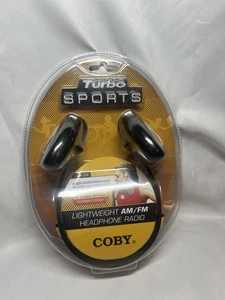 Turbo
SPORTS
LIGHTWEIGHT AM/FM
HEADPHONE RADIO
COBY